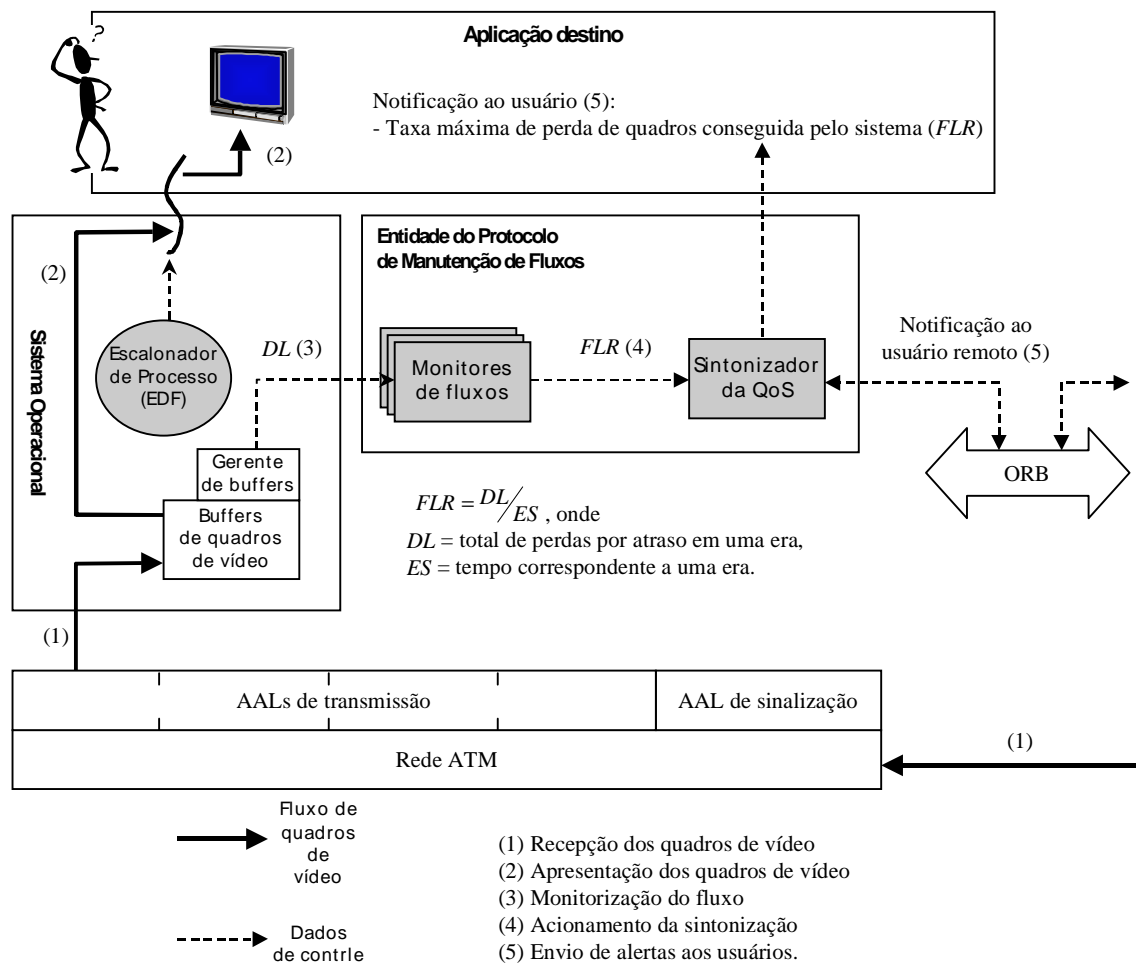 ?
Aplicação destino
Notificação ao usuário (5):
- Taxa máxima de perda de quadros conseguida pelo sistema (FLR)
(2)
(2)
Sistema Operacional
Escalonador
de Processo
(EDF)
DL (3)
Gerente
de buffers
Buffers
de quadros
de vídeo
Entidade do Protocolo
de Manutenção de Fluxos
Monitores
de fluxos
FLR (4)
Sintonizador
da QoS
Notificação ao
usuário remoto (5)
ORB
FLR = DL/ES , onde
DL = total de perdas por atraso em uma era,
ES = tempo correspondente a uma era.
(1)
AALs de transmissão
AAL de sinalização
Rede ATM
(1)
Fluxo de
quadros
de
vídeo
Dados
de contrle
(1) Recepção dos quadros de vídeo
(2) Apresentação dos quadros de vídeo
(3) Monitorização do fluxo
(4) Acionamento da sintonização
(5) Envio de alertas aos usuários.